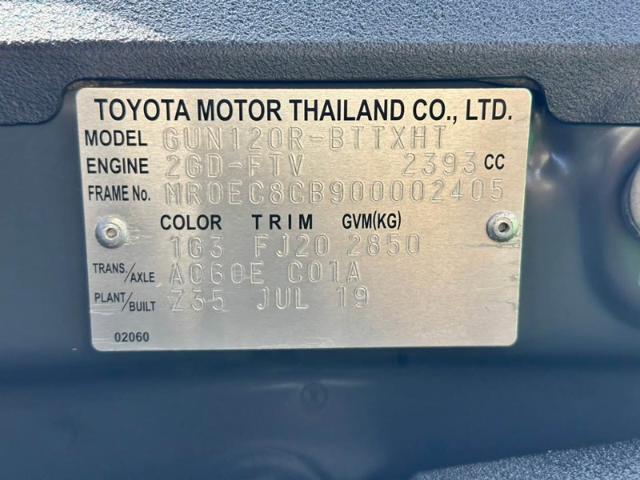 TOYOTA MOTOR THAILAND CO., LTD.
MODEL GUN120R-BTTXHT
ENGINE 2GD-FTV 2393 CC
FRAME No. MR0EC8CB900002405
COLOR TRIM GVM(KG)
1G3 FJ20 2850
TRANS./AXLE AC60E C01A
PLANT/BUILT Z35 JUL 19
02060